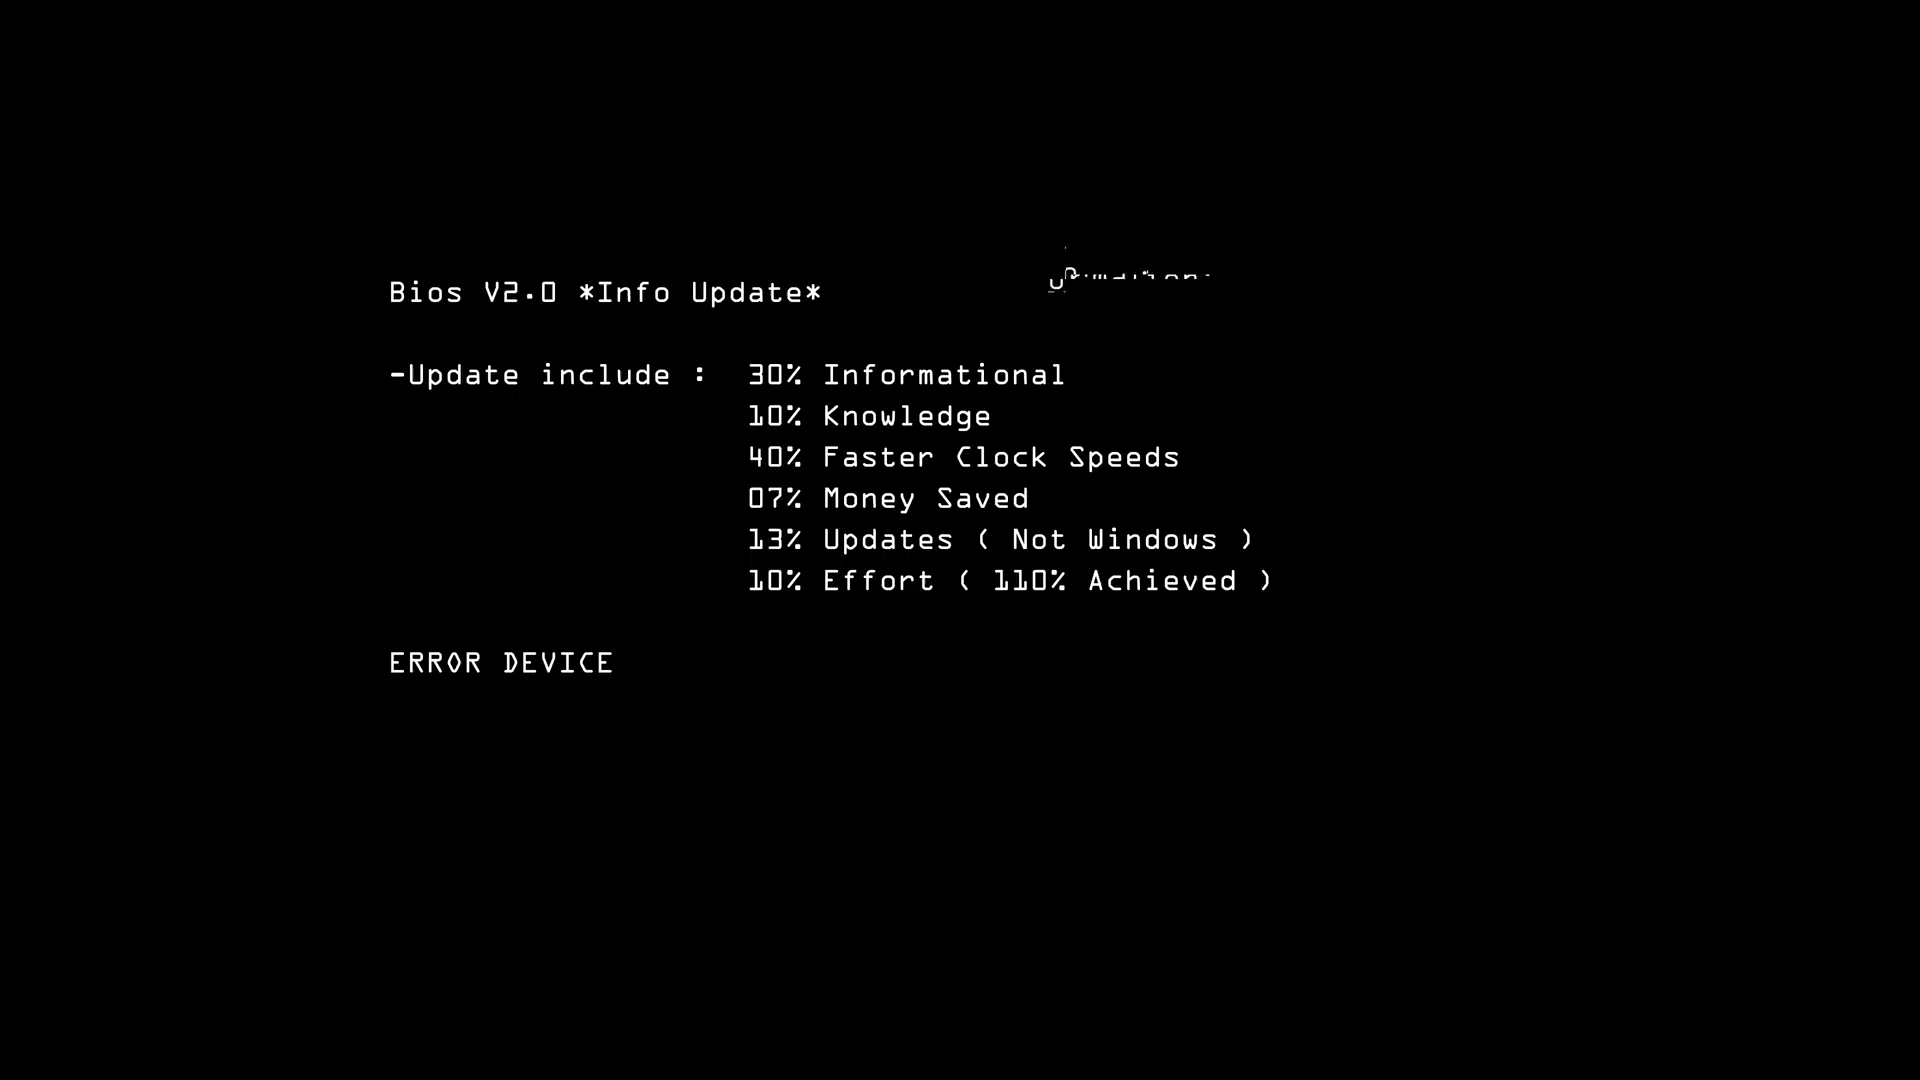 Bios V2.0 *Info Update*
-Update include : 30% Informational
10% Knowledge
40% Faster Clock Speeds
07% Money Saved
13% Updates ( Not Windows )
10% Effort ( 110% Achieved )
ERROR DEVICE